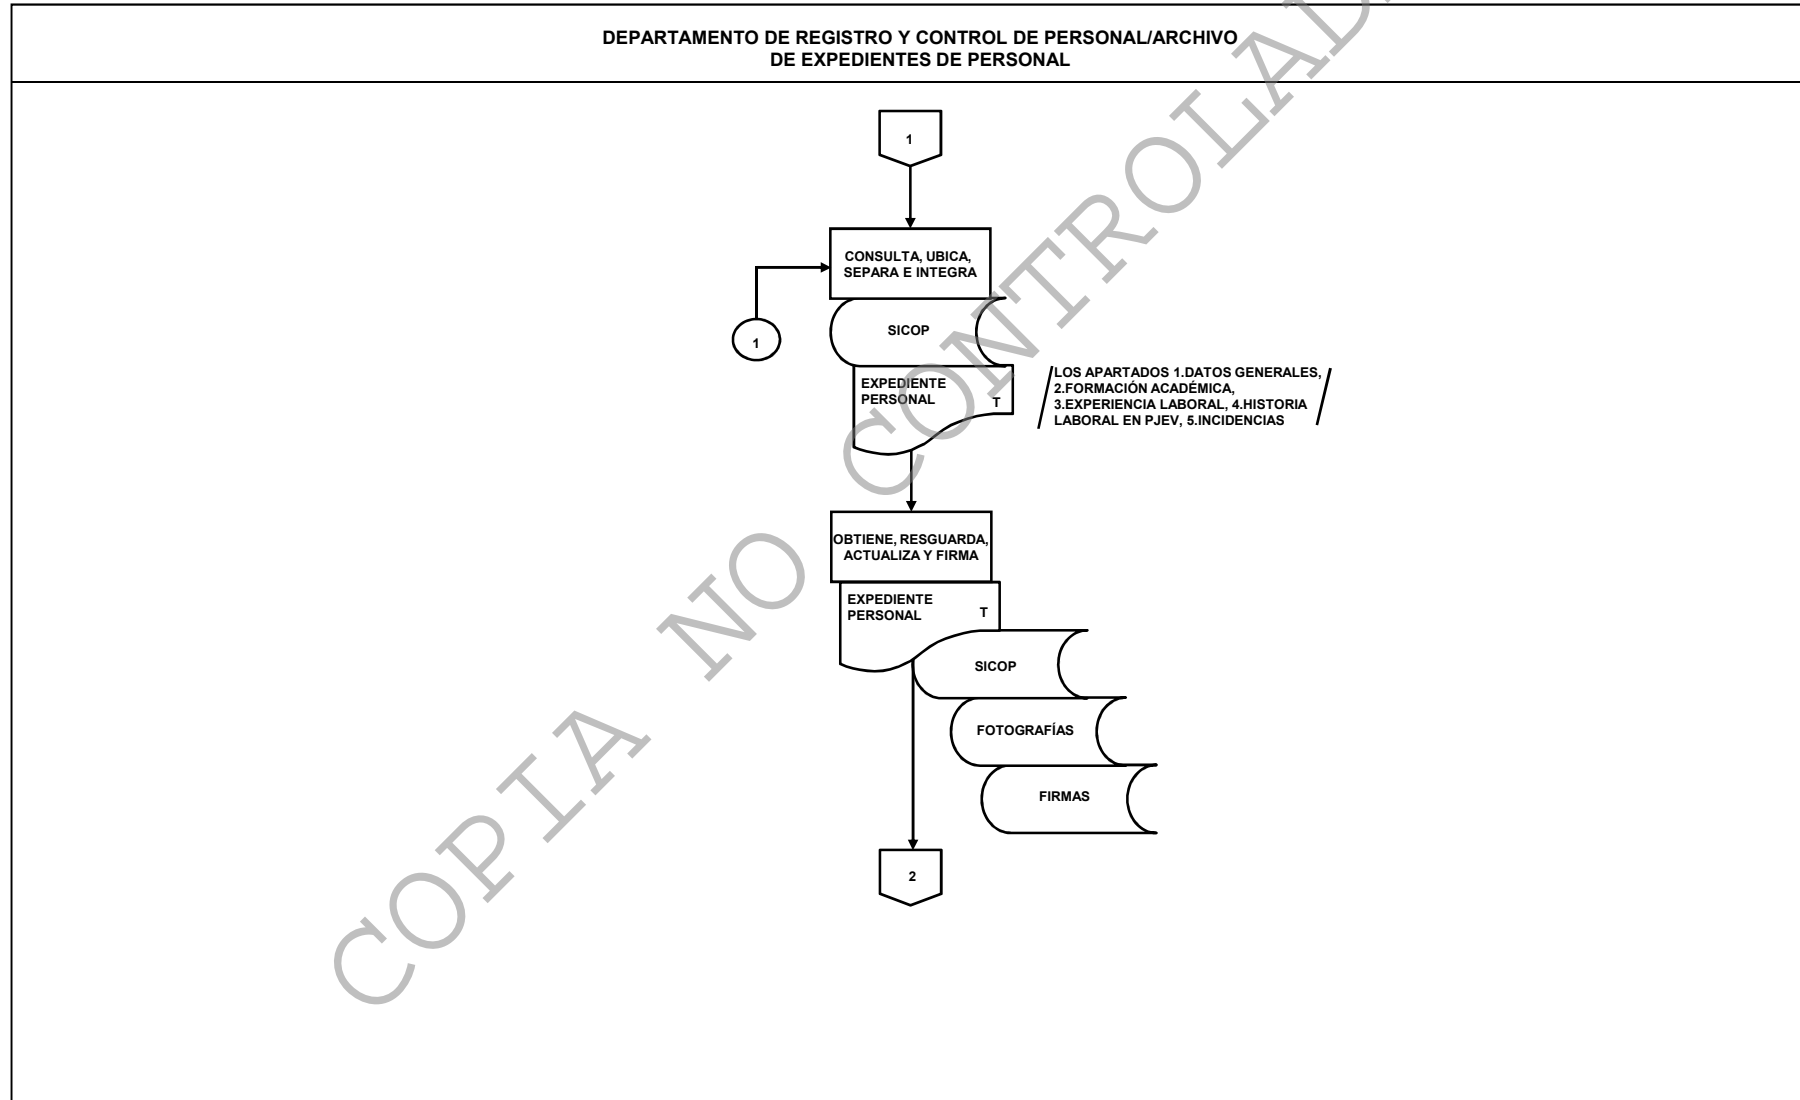 DEPARTAMENTO DE REGISTRO Y CONTROL DE PERSONAL/ARCHIVO
DE EXPEDIENTES DE PERSONAL
1
CONSULTA, UBICA,
SEPARA E INTEGRA
SICOP
1
EXPEDIENTE
PERSONAL T
LOS APARTADOS 1.DATOS GENERALES,
2.FORMACIÓN ACADÉMICA,
3.EXPERIENCIA LABORAL, 4.HISTORIA
LABORAL EN PJEV, 5.INCIDENCIAS
OBTIENE, RESGUARDA,
ACTUALIZA Y FIRMA
EXPEDIENTE
PERSONAL T
SICOP
FOTOGRAFÍAS
FIRMAS
2
COPIA NO CONTROLAD